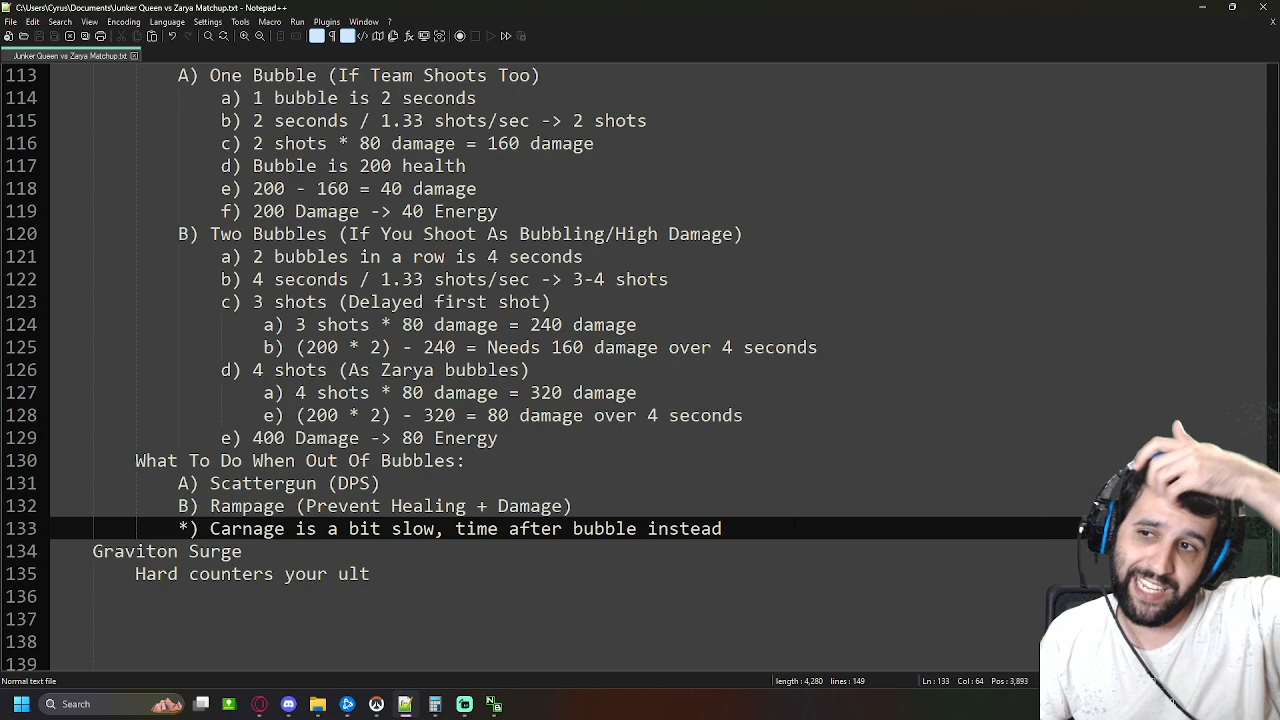 C:\Users\Cyrus\Documents\Junker Queen vs Zarya Matchup.txt - Notepad++
File Edit Search View Encoding Language Settings Tools Macro Run Plugins Window ?
Junker Queen vs Zarya Matchup.txt
113 A) One Bubble (If Team Shoots Too)
114 a) 1 bubble is 2 seconds
115 b) 2 seconds / 1.33 shots/sec -> 2 shots
116 c) 2 shots * 80 damage = 160 damage
117 d) Bubble is 200 health
118 e) 200 - 160 = 40 damage
119 f) 200 Damage -> 40 Energy
120 B) Two Bubbles (If You Shoot As Bubbling/High Damage)
121 a) 2 bubbles in a row is 4 seconds
122 b) 4 seconds / 1.33 shots/sec -> 3-4 shots
123 c) 3 shots (Delayed first shot)
124 a) 3 shots * 80 damage = 240 damage
125 b) (200 * 2) - 240 = Needs 160 damage over 4 seconds
126 d) 4 shots (As Zarya bubbles)
127 a) 4 shots * 80 damage = 320 damage
128 e) (200 * 2) - 320 = 80 damage over 4 seconds
129 e) 400 Damage -> 80 Energy
130 What To Do When Out Of Bubbles:
131 A) Scattergun (DPS)
132 B) Rampage (Prevent Healing + Damage)
133 *) Carnage is a bit slow, time after bubble instead
134 Graviton Surge
135 Hard counters your ult
136
137
138
139
Normal text file length : 4,280 lines : 149 Ln : 133 Col : 64 Pos : 3,893
Search